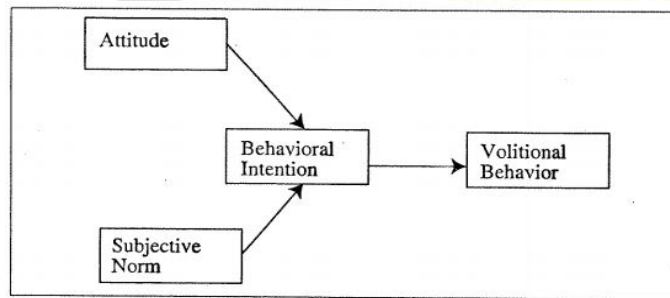 Attitude
Behavioral
Intention
Volitional
Behavior
Subjective
Norm